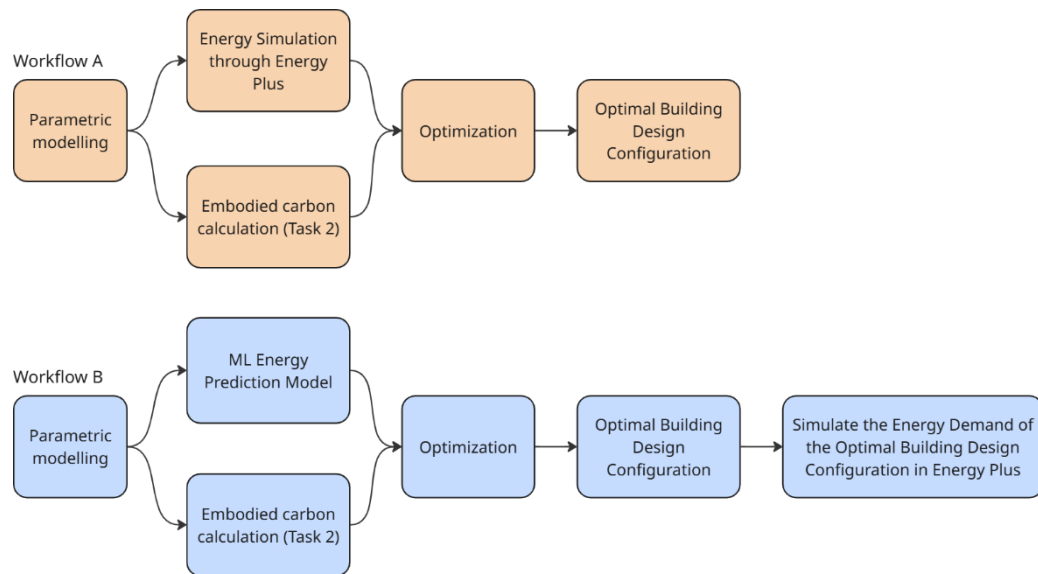 Workflow A
Parametric
modelling
Energy Simulation
through Energy
Plus
Embodied carbon
calculation (Task 2)
Optimization
Optimal Building
Design
Configuration
Workflow B
Parametric
modelling
ML Energy
Prediction Model
Embodied carbon
calculation (Task 2)
Optimization
Optimal Building
Design
Configuration
Simulate the Energy Demand of
the Optimal Building Design
Configuration in Energy Plus